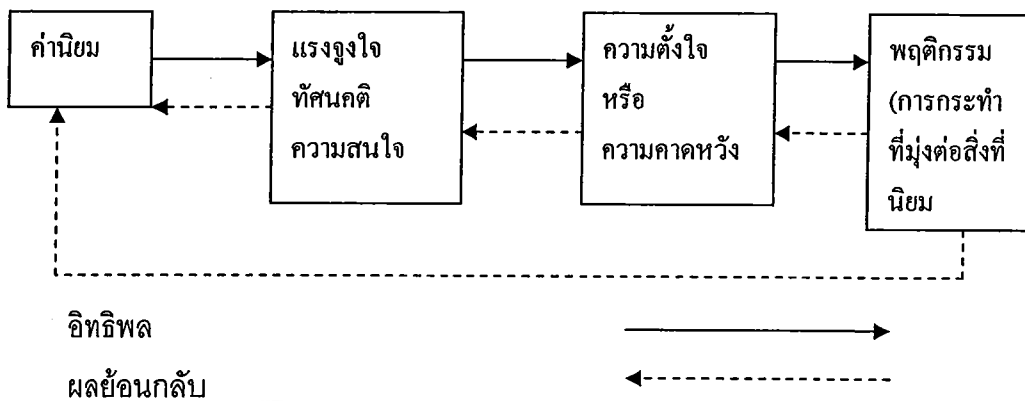 ค่านิยม
แรงจูงใจ
ทัศนคติ
ความสนใจ
ความตั้งใจ
หรือ
ความคาดหวัง
พฤติกรรม
(การกระทำ
ที่มุ่งต่อสิ่งที่
นิยม
อิทธิพล
ผลย้อนกลับ